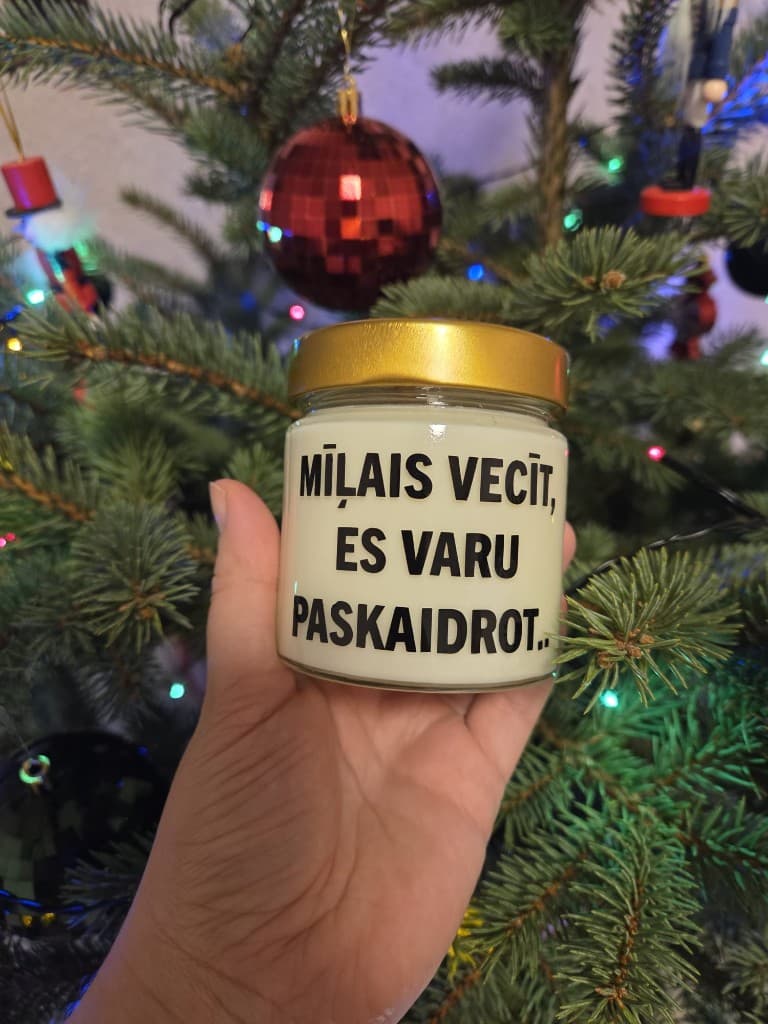 MĪĻAIS VECĪT,
ES VARU
PASKAIDROT..